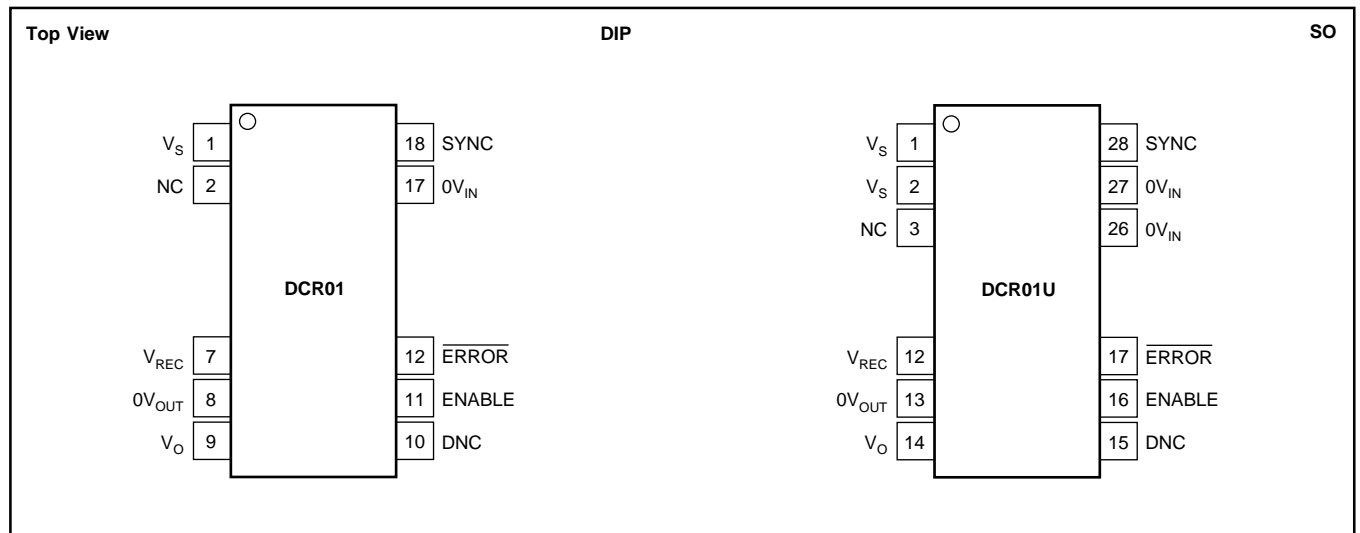 Top View DIP SO
V_S 1 18 SYNC
NC 2 17 0V_IN
DCR01
V_REC 7 12 ERROR
0V_OUT 8 11 ENABLE
V_O 9 10 DNC
V_S 1 28 SYNC
V_S 2 27 0V_IN
NC 3 26 0V_IN
DCR01U
V_REC 12 17 ERROR
0V_OUT 13 16 ENABLE
V_O 14 15 DNC